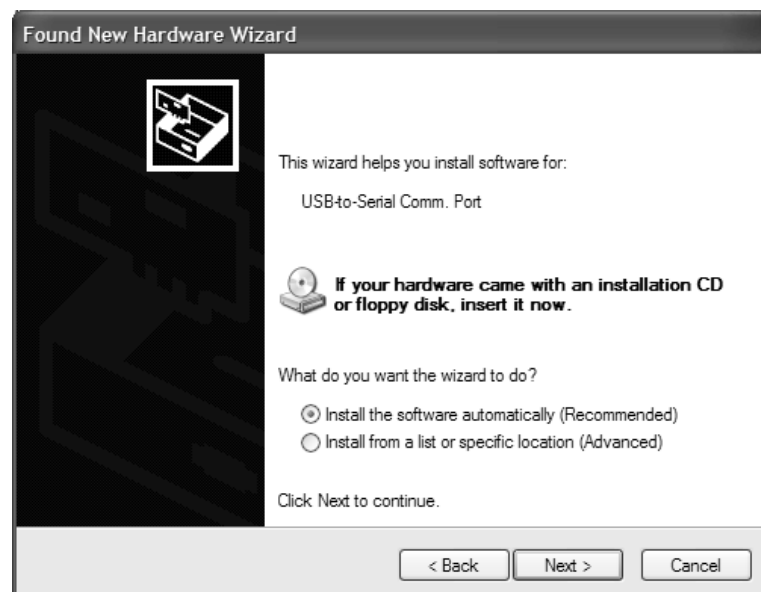 Found New Hardware Wizard
This wizard helps you install software for:
USB-to-Serial Comm. Port
If your hardware came with an installation CD
or floppy disk, insert it now.
What do you want the wizard to do?
Install the software automatically (Recommended)
Install from a list or specific location (Advanced)
Click Next to continue.
< Back Next > Cancel